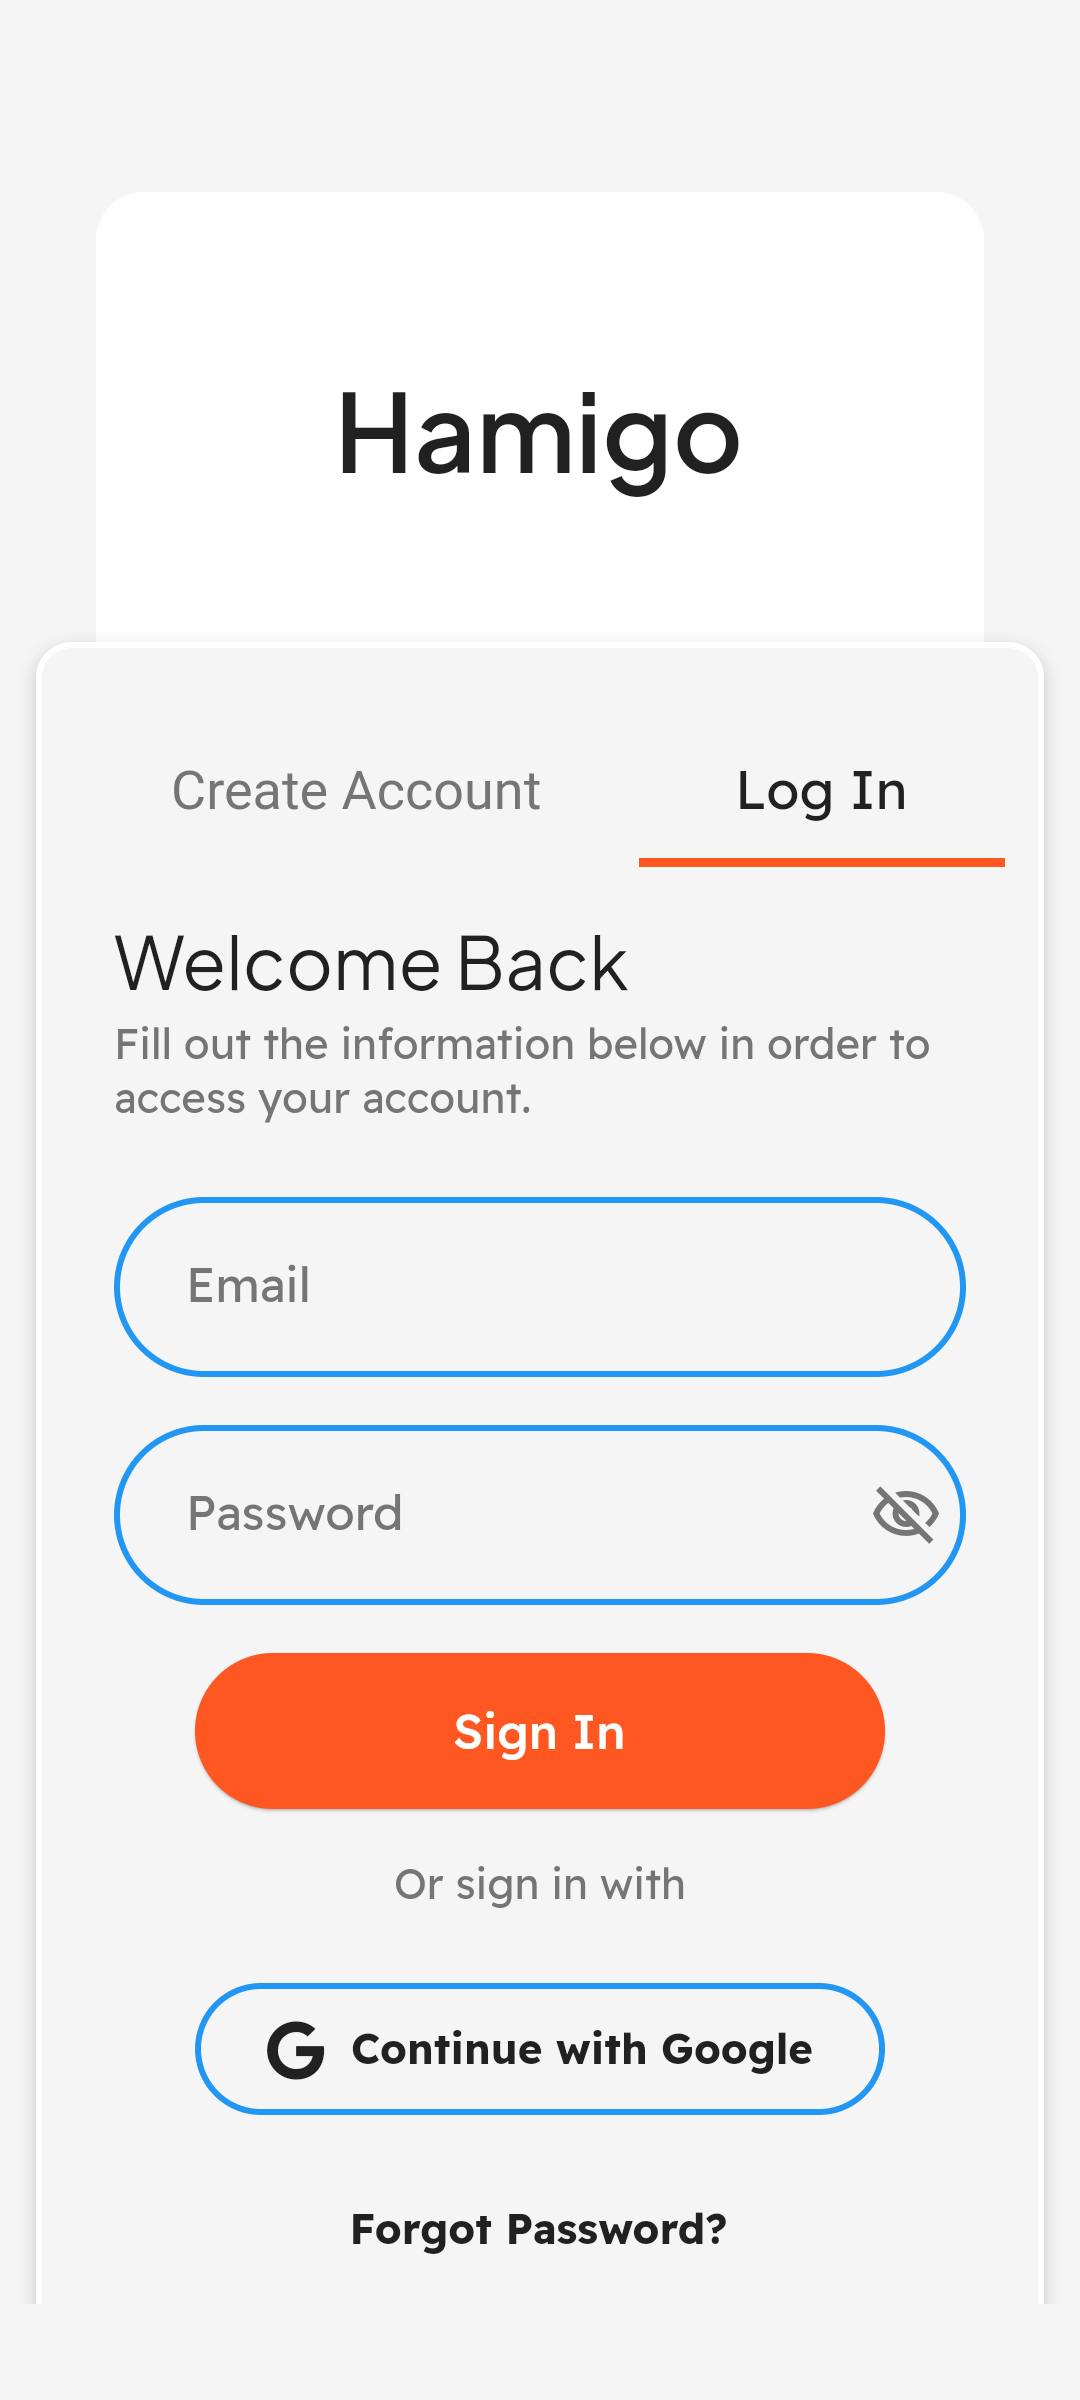 Hamigo
Create Account
Log In
Welcome Back
Fill out the information below in order to
access your account.
Email
Password
Sign In
Or sign in with
Continue with Google
Forgot Password?